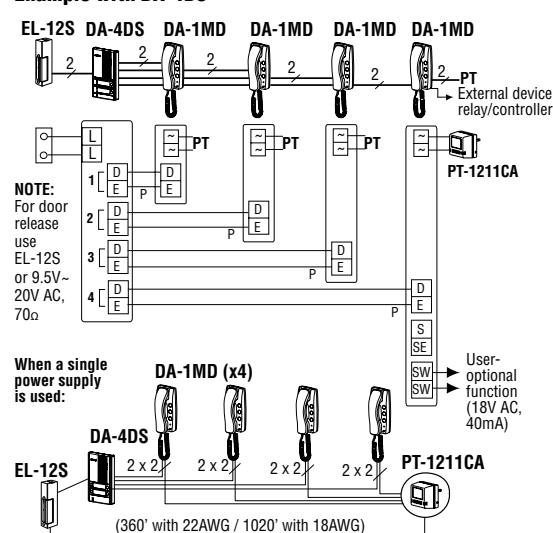 EL-12S DA-4DS DA-1MD DA-1MD DA-1MD DA-1MD
2 2 2 2 2 2
PT
External device
relay/controller
L
L
~ PT ~ PT ~ PT ~
~ ~ ~ ~
PT-1211CA
NOTE:
For door
release
use
EL-12S
or 9.5V~
20V AC,
70Ω
1 D D
E P E
2 D D
E P E
3 D D
E P E
4 D D
E P E
S
SE
SW
SW
User-
optional
function
(18V AC,
40mA)
When a single
power supply
is used:
DA-1MD (x4)
DA-4DS
EL-12S
2 x 2 2 x 2 2 x 2 2 x 2
PT-1211CA
(360' with 22AWG / 1020' with 18AWG)